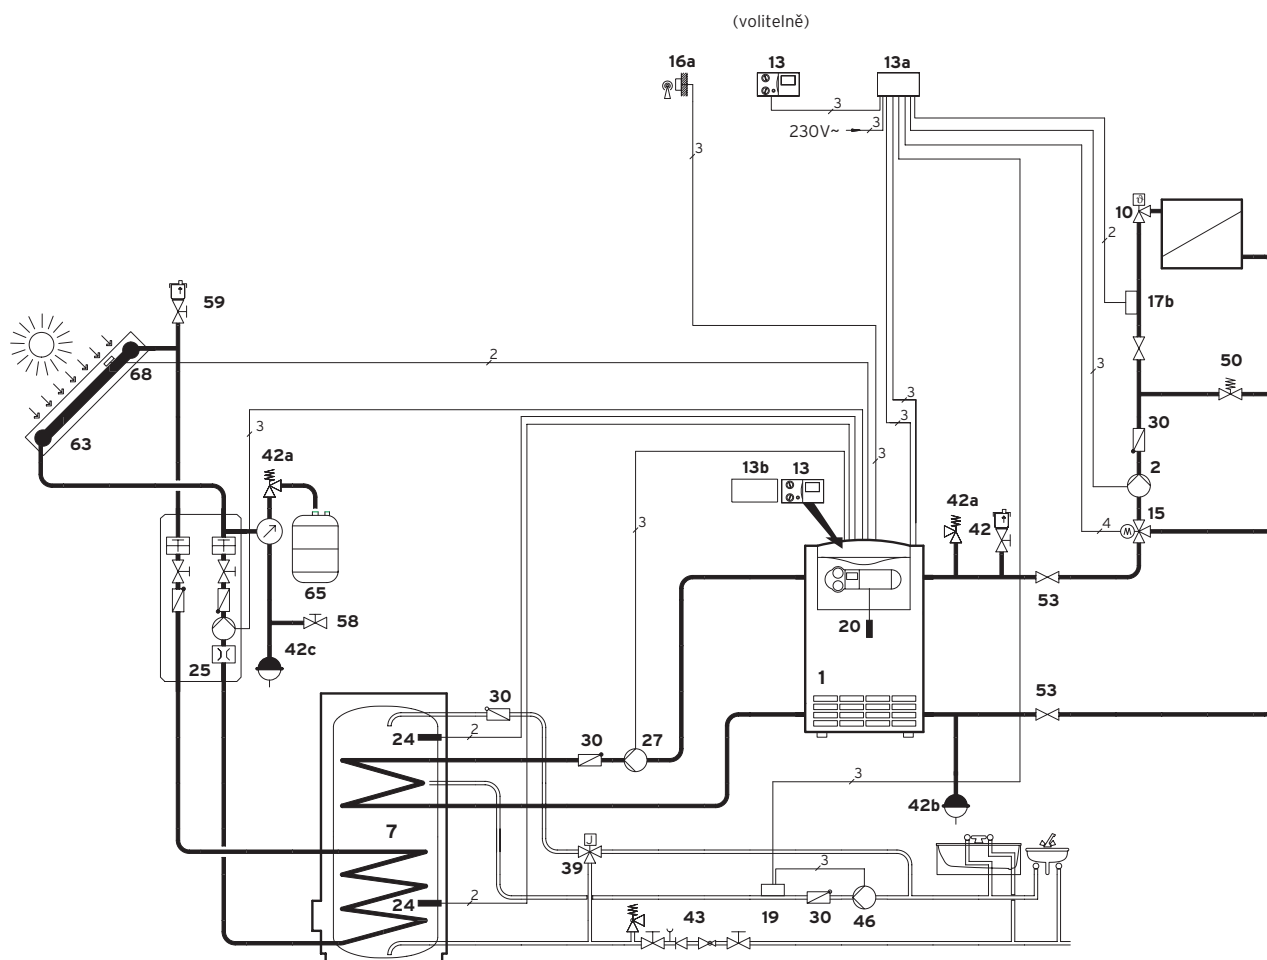 (volitelně)
16a 13 13a
3
230V~ 3
3
10 ϑ
2
59 17b
2
68 3 50
3
63 3 3 30
42a 3 13b 13 2
3 42a 42 15
4 M
65 53
58 20
42c
25 1 53
30
24 2 30 27
3
42b
7
J
39 3
24 2
43 19 30 46